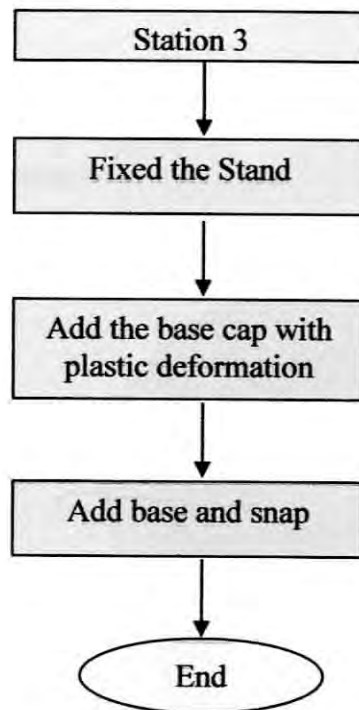 Station 3
Fixed the Stand
Add the base cap with
plastic deformation
Add base and snap
End